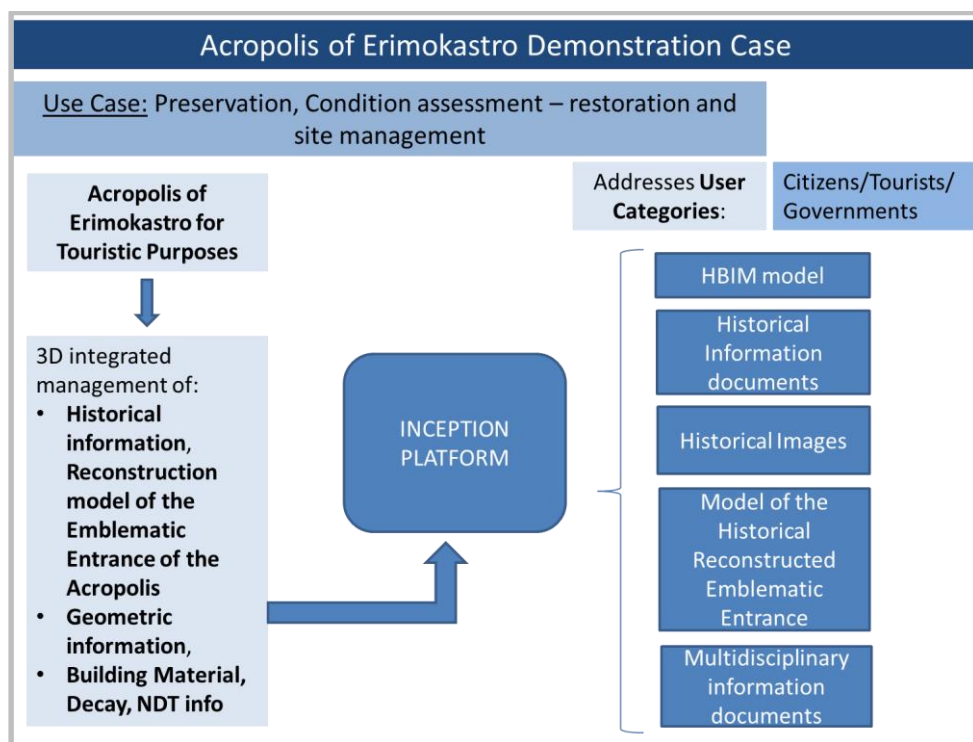 Acropolis of Erimokastro Demonstration Case
Use Case: Preservation, Condition assessment – restoration and
site management
Acropolis of
Erimokastro for
Touristic Purposes
Addresses User
Categories:
Citizens/Tourists/
Governments
3D integrated
management of:
• Historical
information,
Reconstruction
model of the
Emblematic
Entrance of the
Acropolis
• Geometric
information,
• Building Material,
Decay, NDT info
INCEPTION
PLATFORM
HBIM model
Historical
Information
documents
Historical Images
Model of the
Historical
Reconstructed
Emblematic
Entrance
Multidisciplinary
information
documents